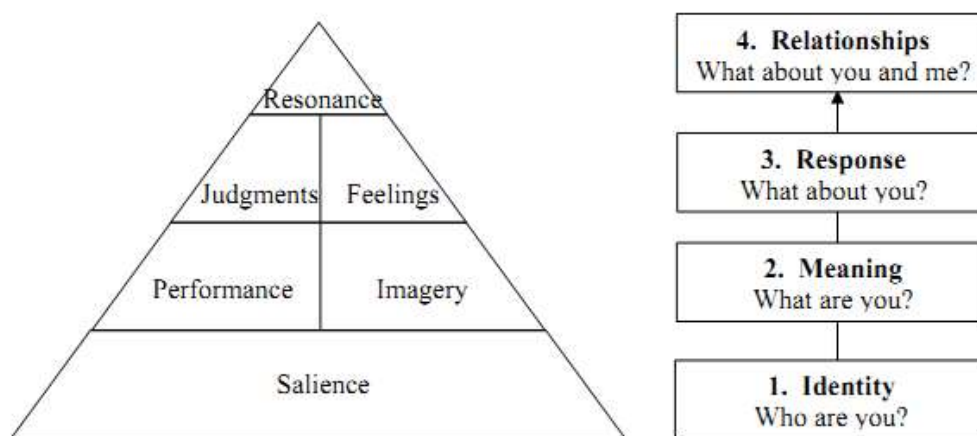 Resonance
Judgments
Feelings
Performance
Imagery
Salience
4. Relationships
What about you and me?
3. Response
What about you?
2. Meaning
What are you?
1. Identity
Who are you?